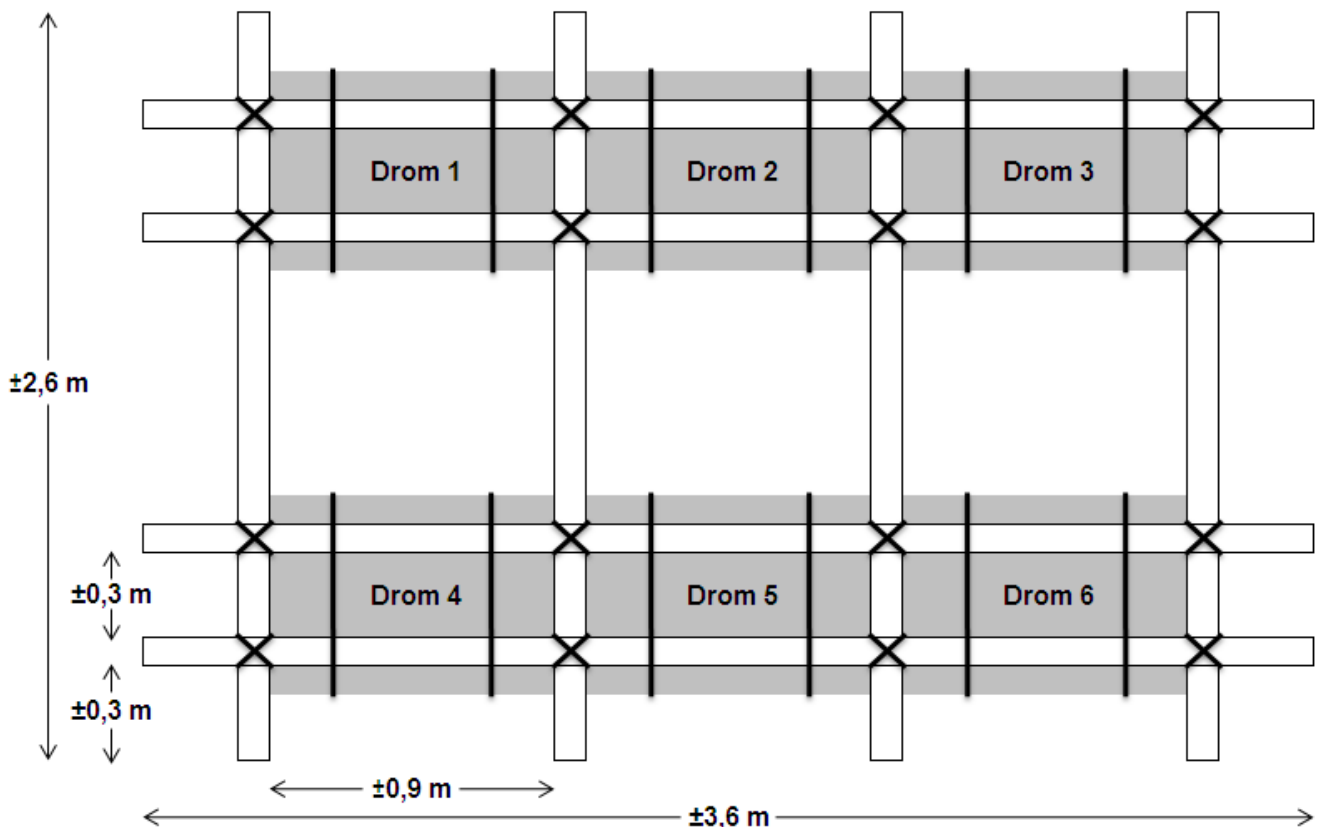 Drom 1
Drom 2
Drom 3
±2,6 m
±0,3 m
Drom 4
Drom 5
Drom 6
±0,3 m
±0,9 m
±3,6 m